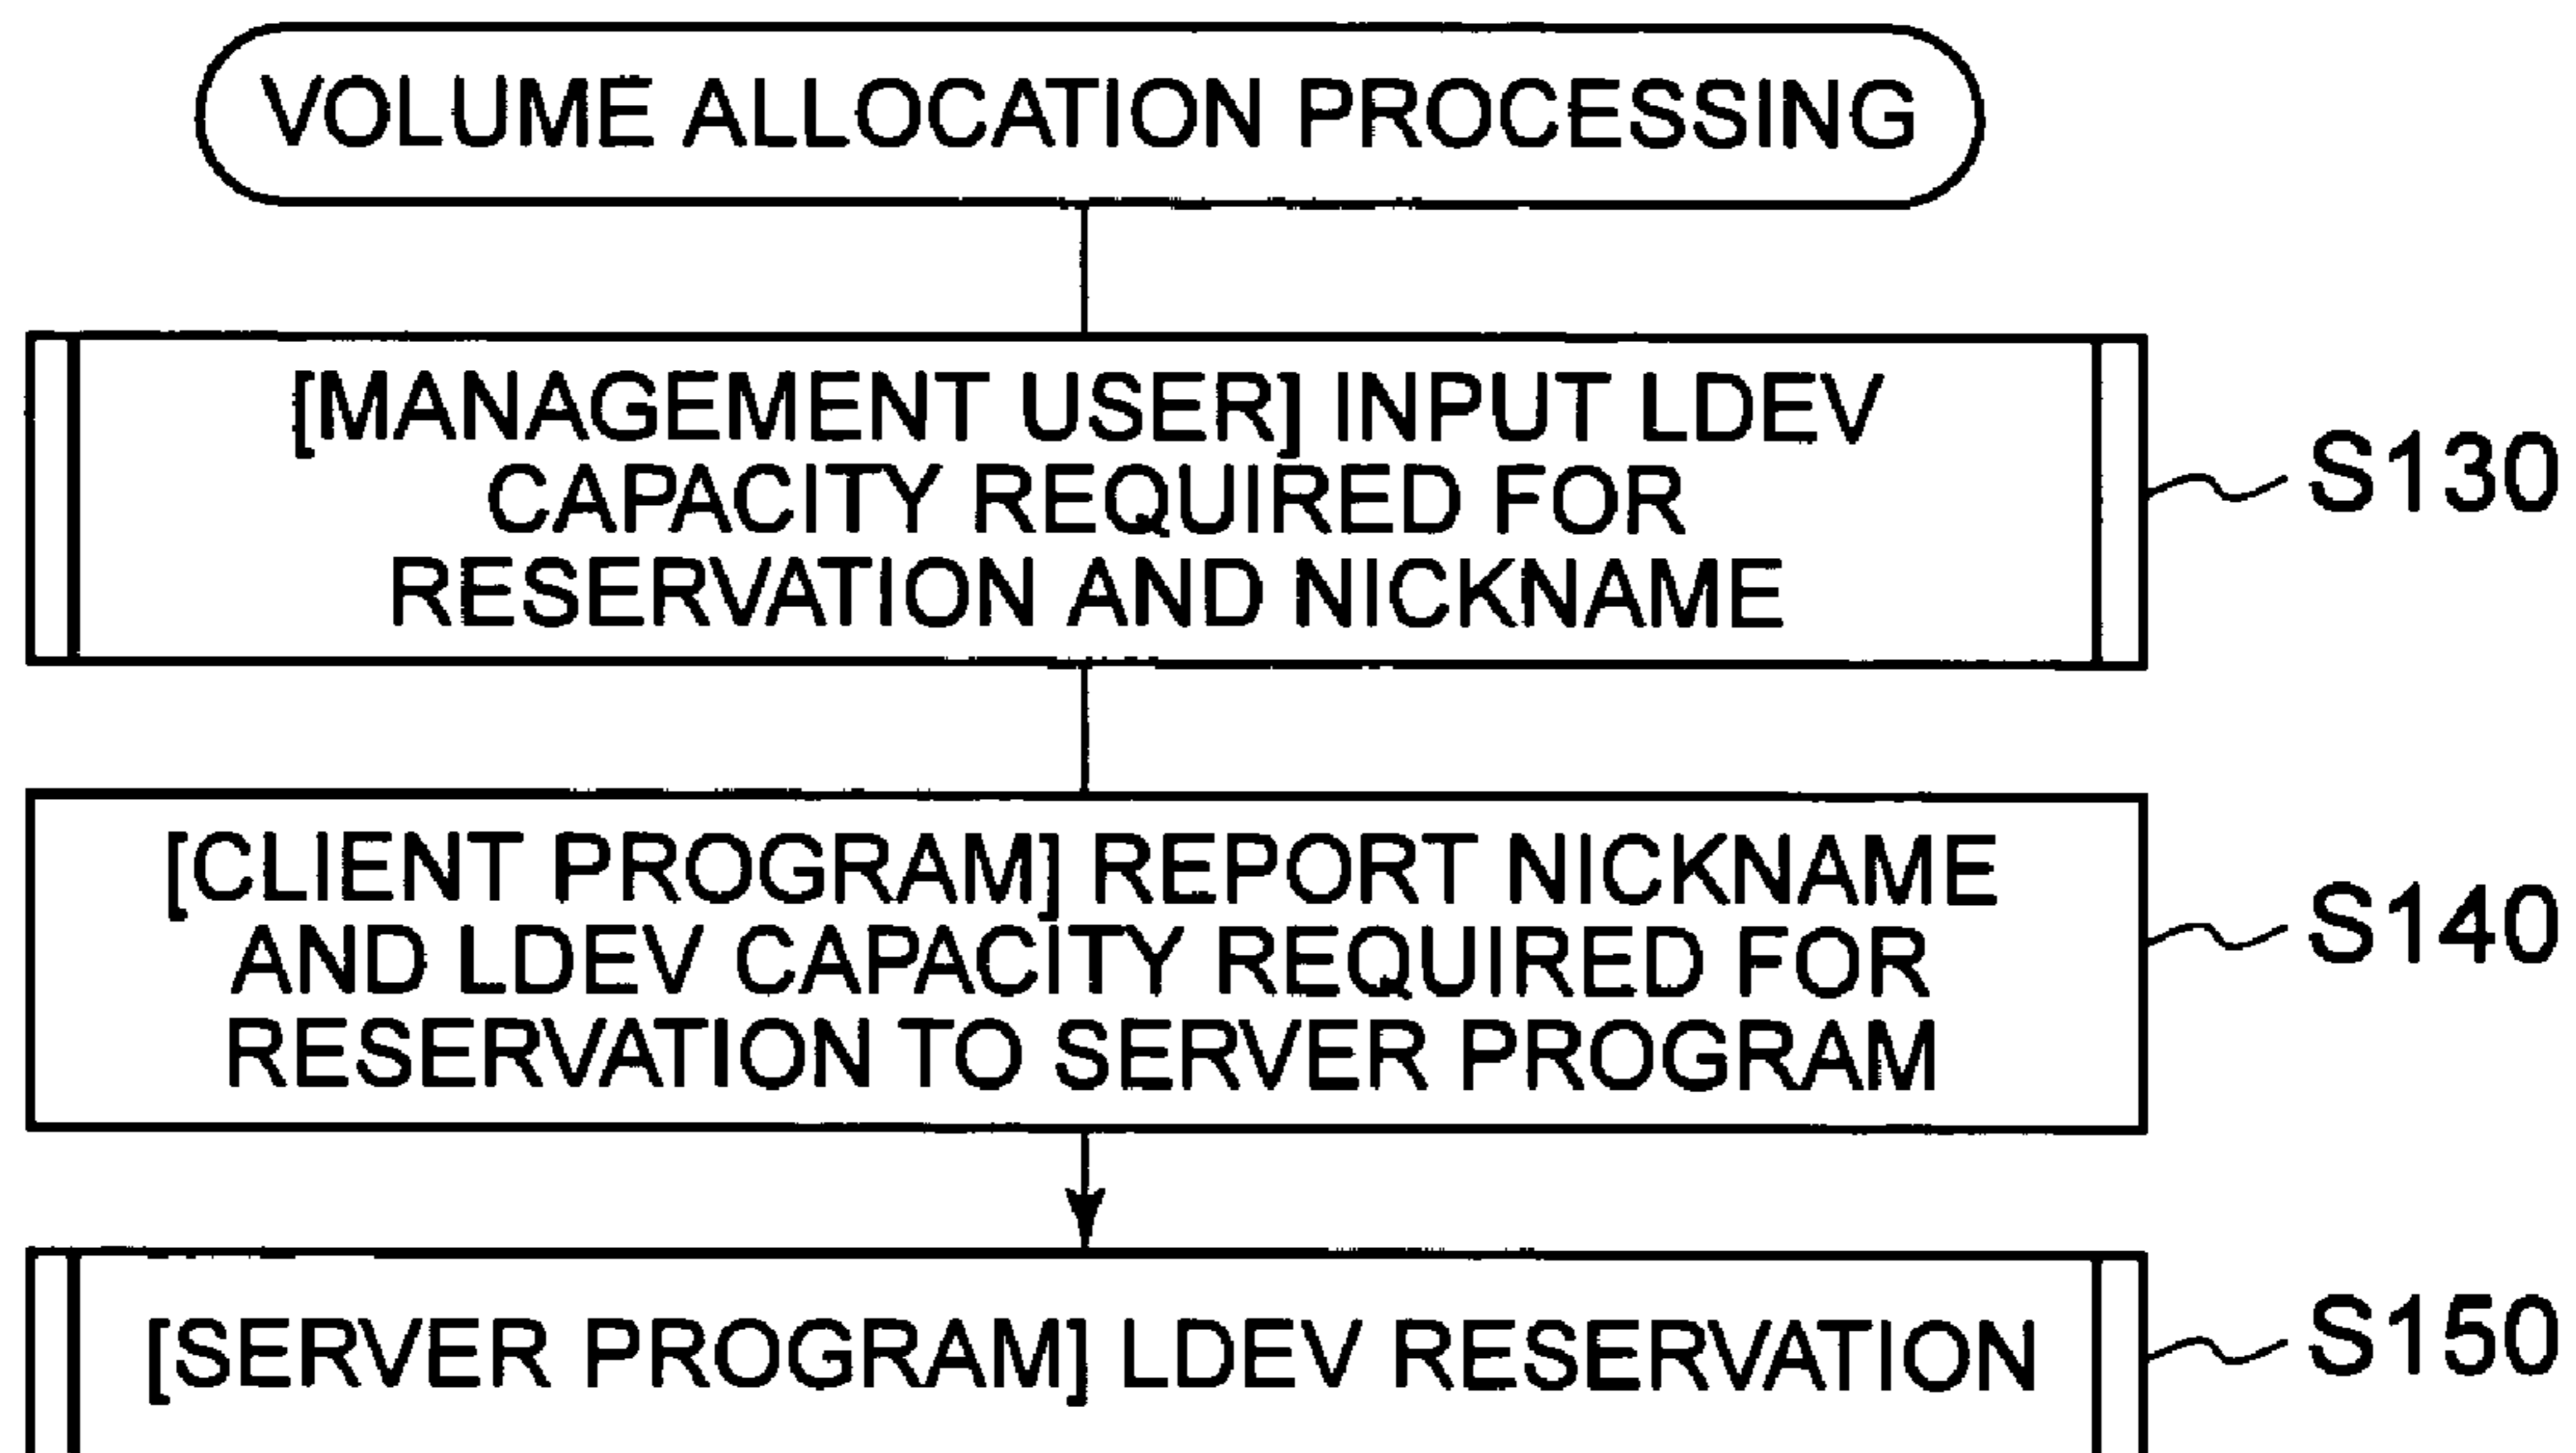 VOLUME ALLOCATION PROCESSING
[MANAGEMENT USER] INPUT LDEV
CAPACITY REQUIRED FOR
RESERVATION AND NICKNAME
S130
[CLIENT PROGRAM] REPORT NICKNAME
AND LDEV CAPACITY REQUIRED FOR
RESERVATION TO SERVER PROGRAM
S140
[SERVER PROGRAM] LDEV RESERVATION
S150